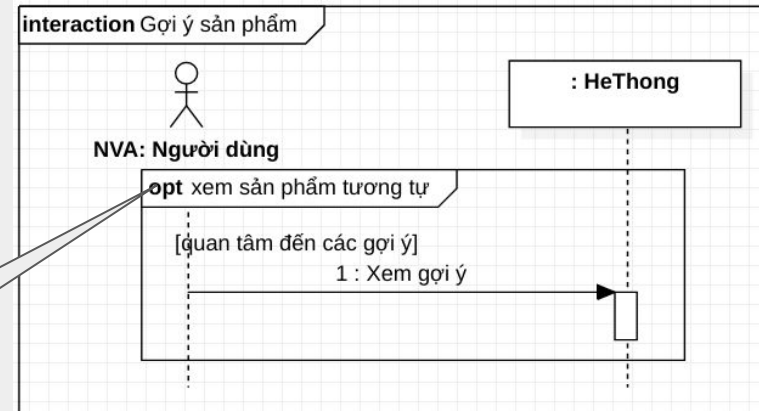 interaction Gợi ý sản phẩm
: HeThong
NVA: Người dùng
opt xem sản phẩm tương tự
[quan tâm đến các gợi ý]
1 : Xem gợi ý